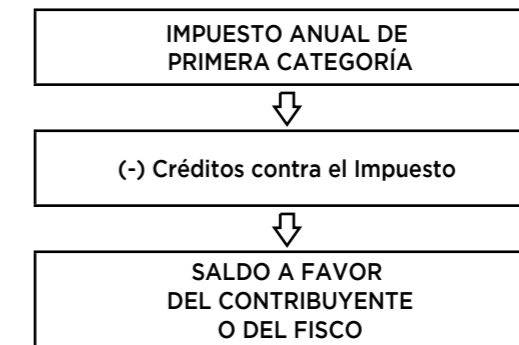 IMPUESTO ANUAL DE
PRIMERA CATEGORÍA
(-) Créditos contra el Impuesto
SALDO A FAVOR
DEL CONTRIBUYENTE
O DEL FISCO